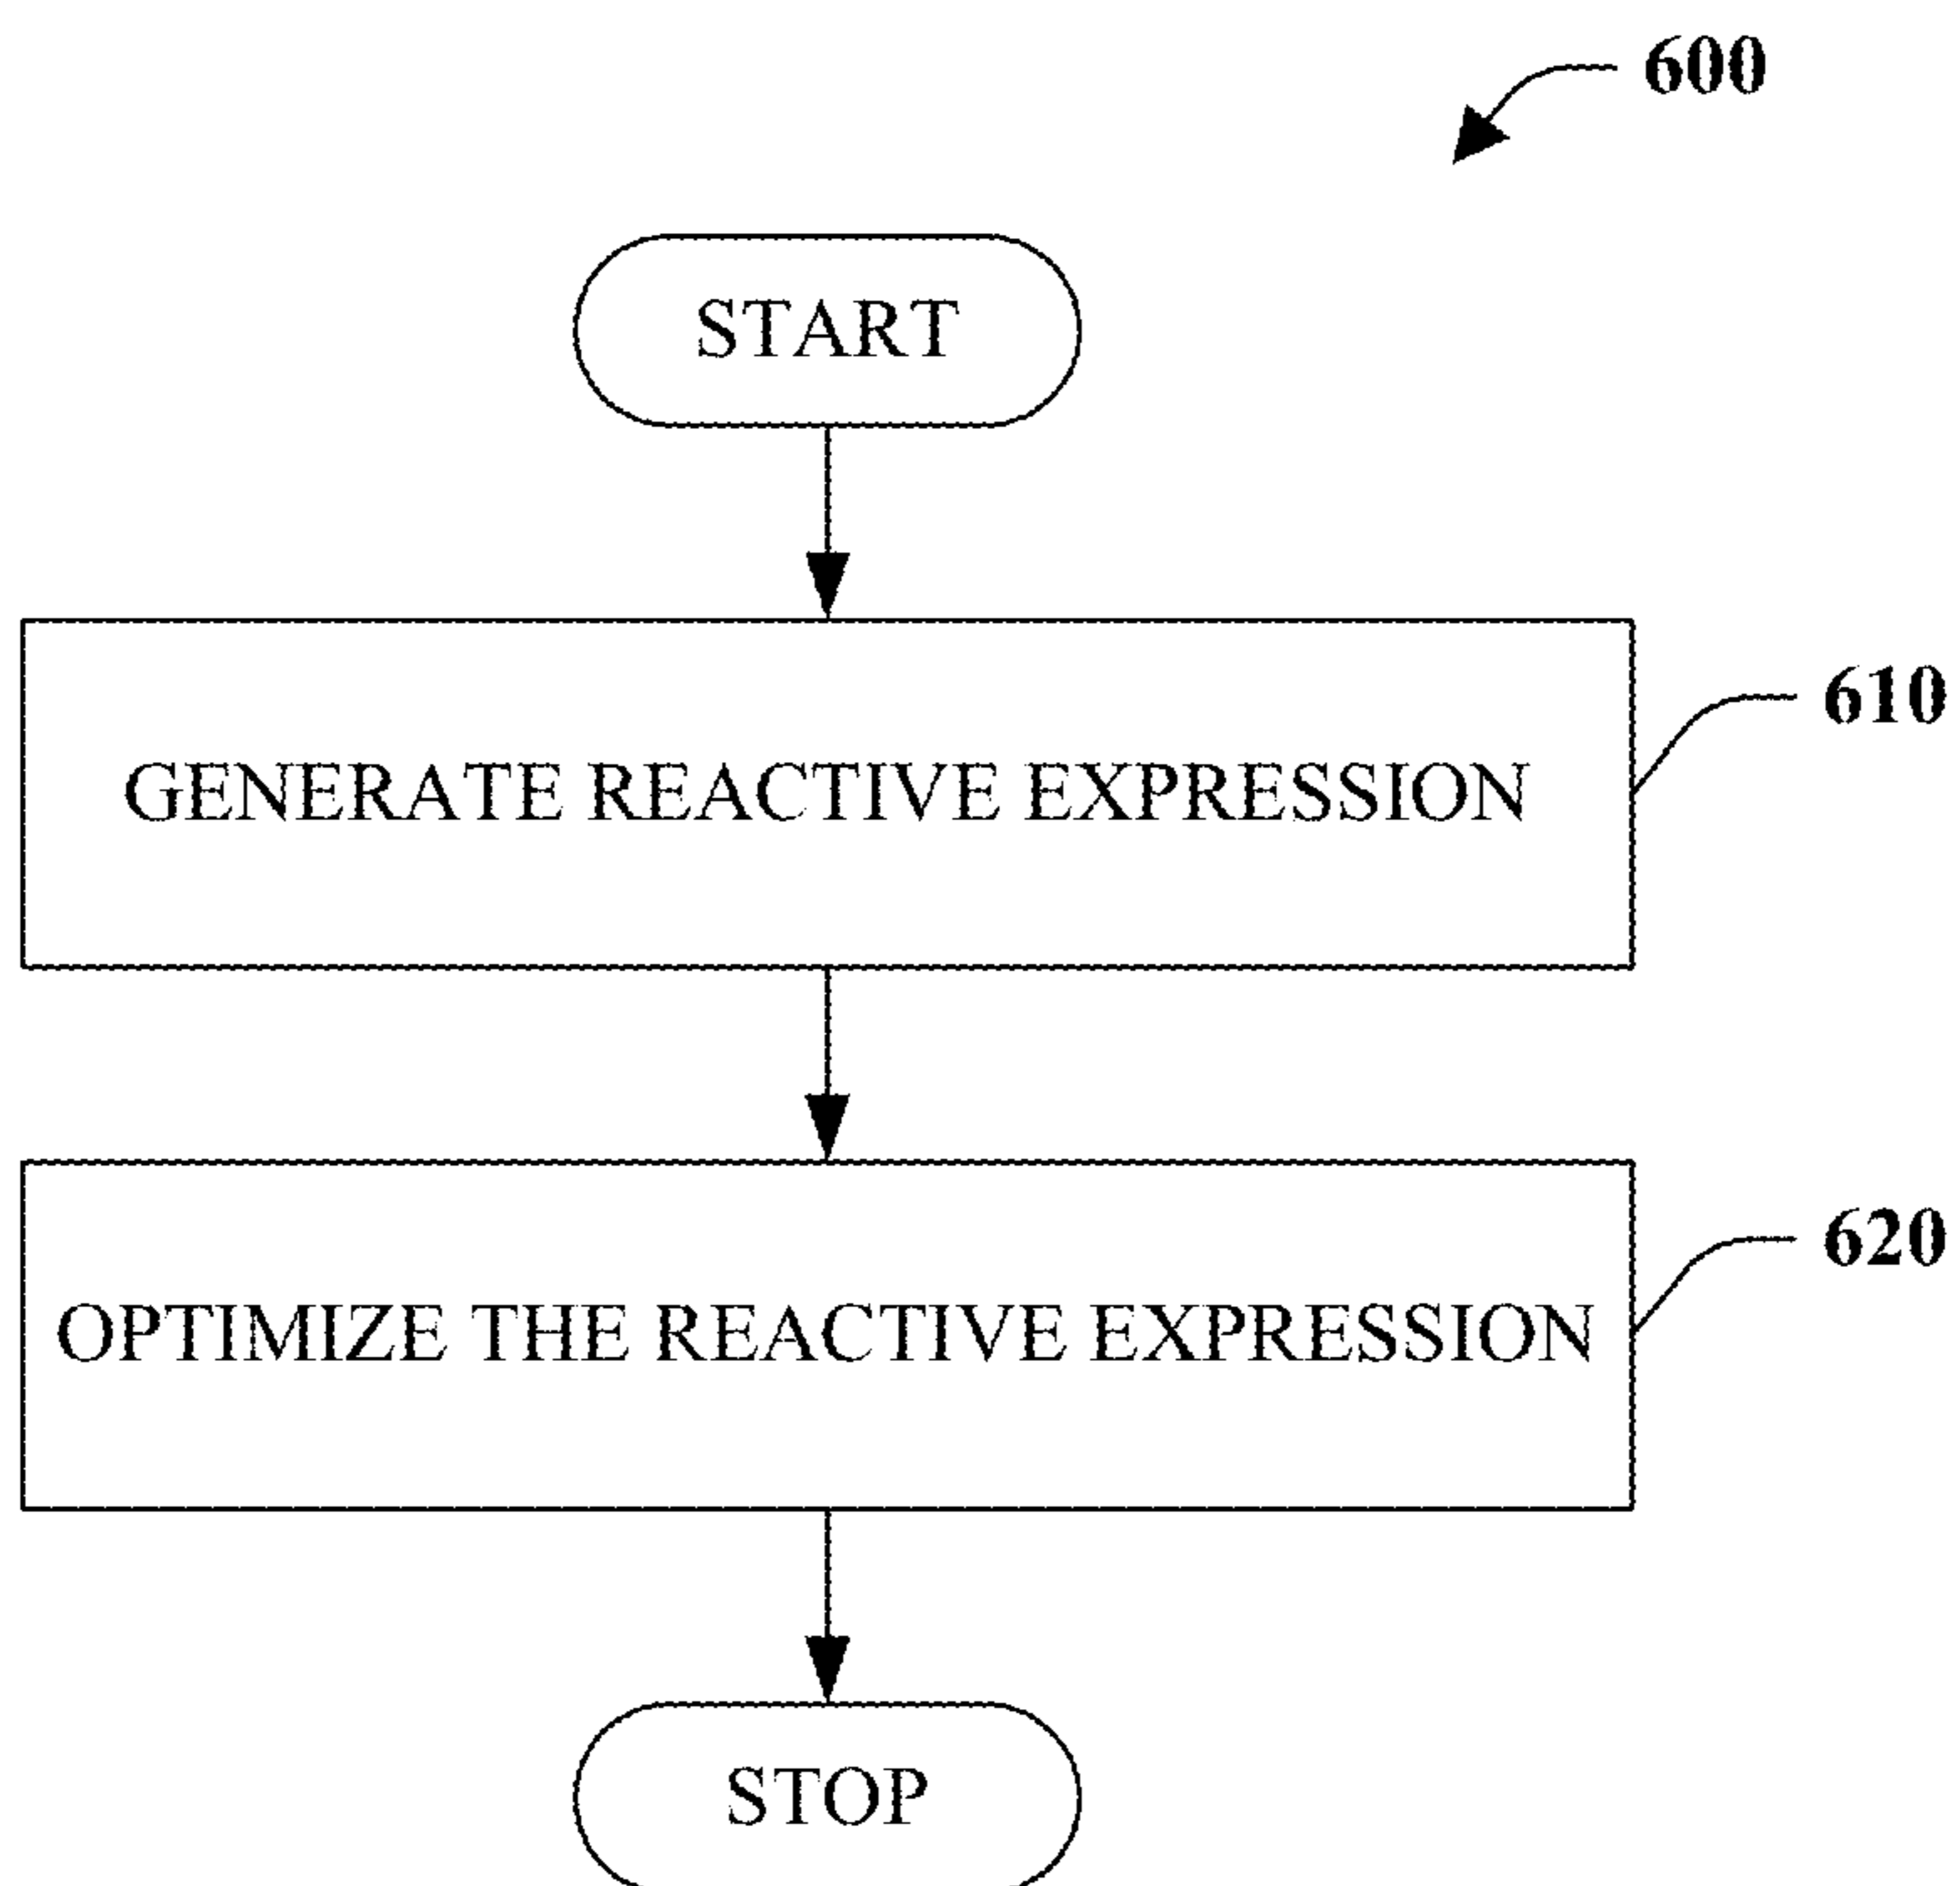 600
START
GENERATE REACTIVE EXPRESSION
610
OPTIMIZE THE REACTIVE EXPRESSION
620
STOP